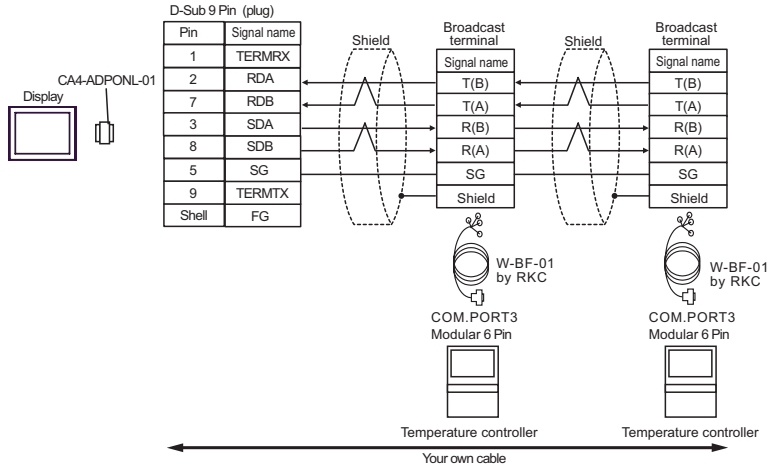 D-Sub 9 Pin (plug)
Pin Signal name
1 TERMRX
2 RDA
7 RDB
3 SDA
8 SDB
5 SG
9 TERMTX
Shell FG
CA4-ADPONL-01
Display
Shield
Broadcast
terminal
Signal name
T(B)
T(A)
R(B)
R(A)
SG
Shield
Shield
Broadcast
terminal
Signal name
T(B)
T(A)
R(B)
R(A)
SG
Shield
W-BF-01
by RKC
COM.PORT3
Modular 6 Pin
Temperature controller
W-BF-01
by RKC
COM.PORT3
Modular 6 Pin
Temperature controller
Your own cable